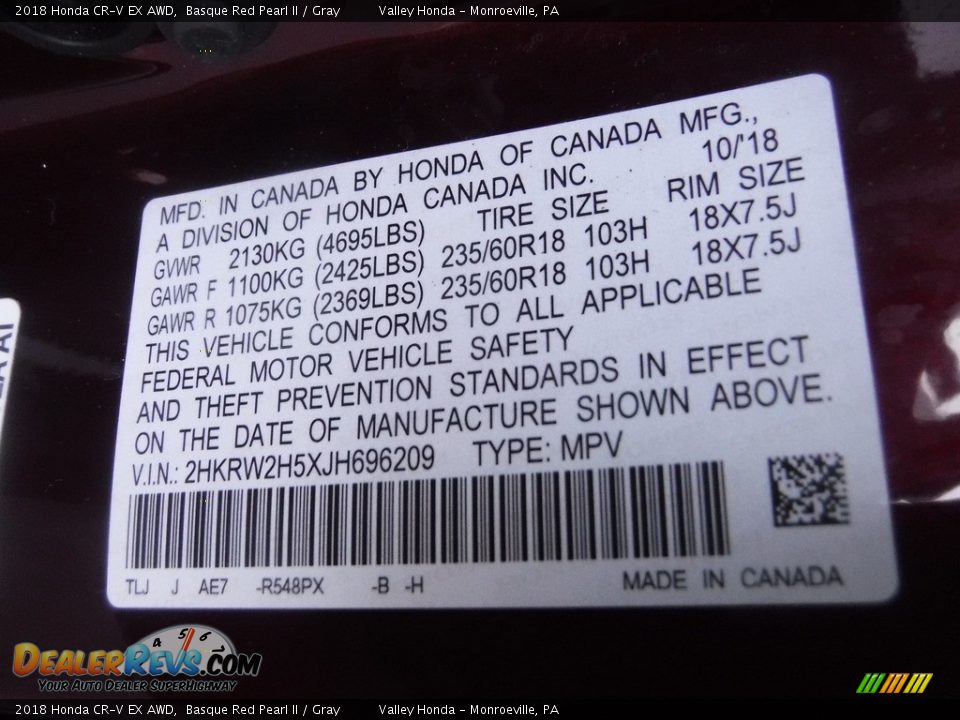 2018 Honda CR-V EX AWD, Basque Red Pearl II / Gray Valley Honda - Monroeville, PA
MFD. IN CANADA BY HONDA OF CANADA MFG.,
A DIVISION OF HONDA CANADA INC. 10/'18
GVWR 2130KG (4695LBS) TIRE SIZE RIM SIZE
GAWR F 1100KG (2425LBS) 235/60R18 103H 18X7.5J
GAWR R 1075KG (2369LBS) 235/60R18 103H 18X7.5J
THIS VEHICLE CONFORMS TO ALL APPLICABLE
FEDERAL MOTOR VEHICLE SAFETY
AND THEFT PREVENTION STANDARDS IN EFFECT
ON THE DATE OF MANUFACTURE SHOWN ABOVE.
V.I.N.: 2HKRW2H5XJH696209 TYPE: MPV
TLJ J AE7 -R548PX -B -H MADE IN CANADA
4 5 6
DEALERREVS.COM
Your Auto Dealer SuperHighway
2018 Honda CR-V EX AWD, Basque Red Pearl II / Gray Valley Honda - Monroeville, PA